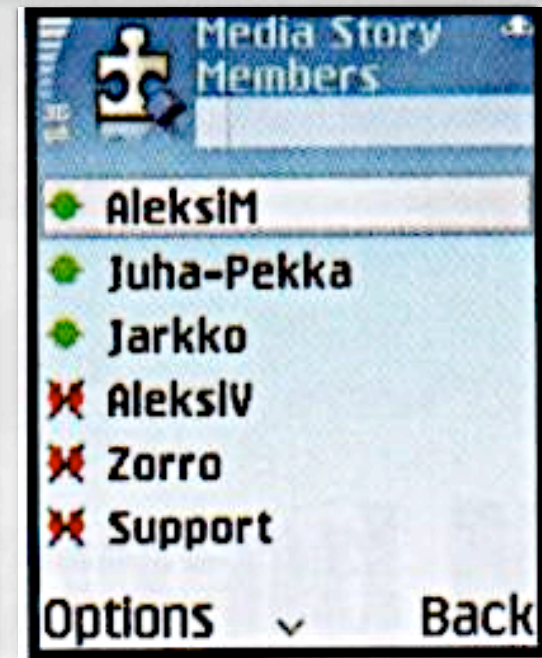 Media Story
Members
AleksiM
Juha-Pekka
Jarkko
AleksiV
Zorro
Support
Options
Back